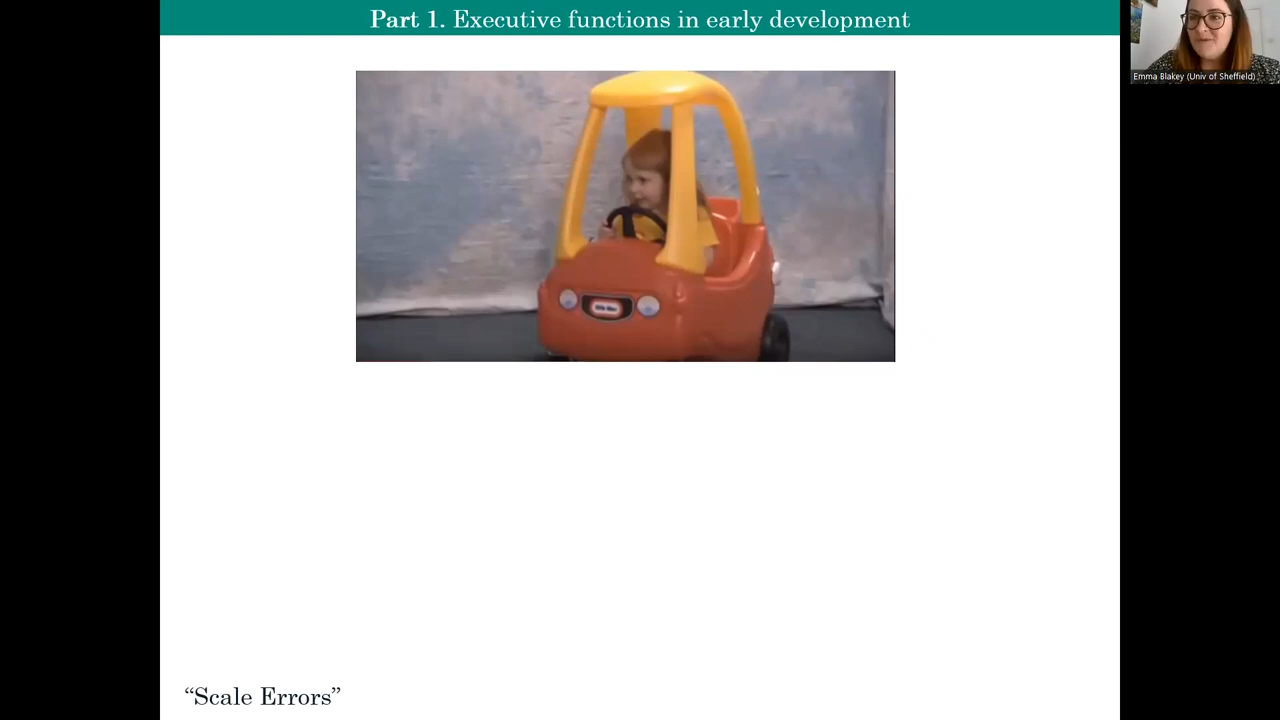 Part 1. Executive functions in early development
Emma Blakey (Univ of Sheffield)
“Scale Errors”